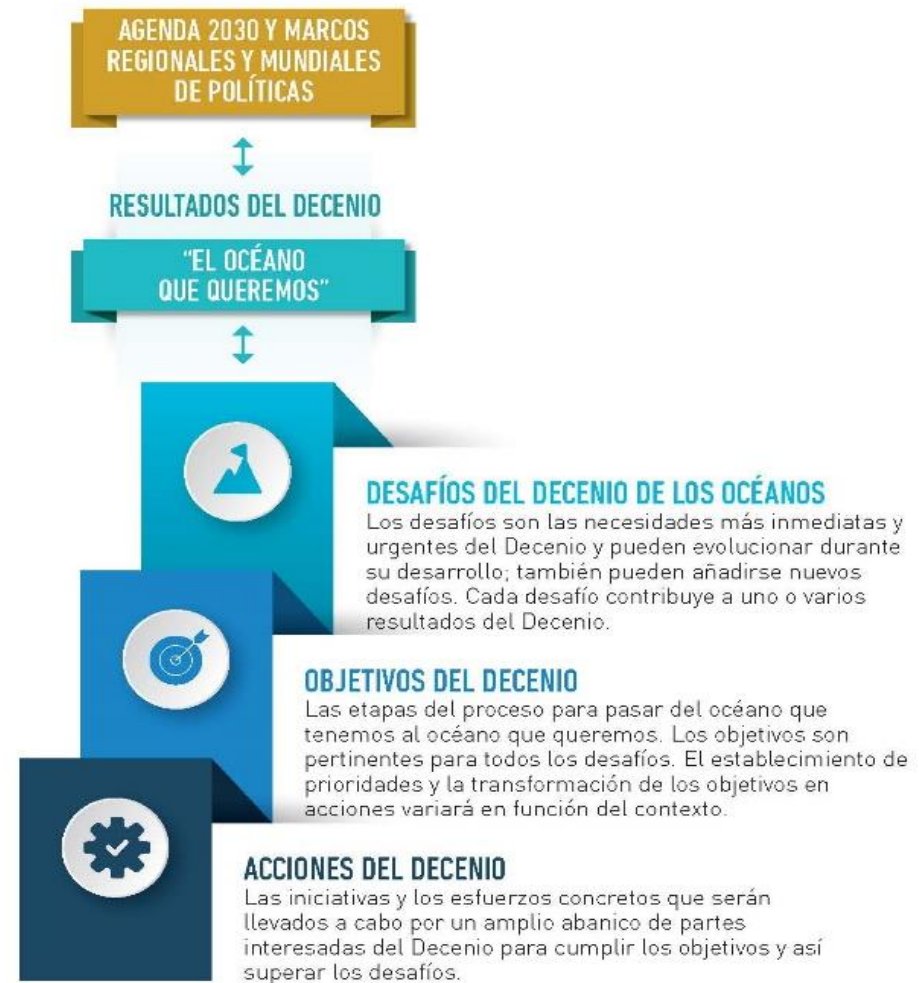 AGENDA 2030 Y MARCOS
REGIONALES Y MUNDIALES
DE POLÍTICAS
RESULTADOS DEL DECENIO
“EL OCÉANO
QUE QUEREMOS”
DESAFÍOS DEL DECENIO DE LOS OCÉANOS
Los desafíos son las necesidades más inmediatas y
urgentes del Decenio y pueden evolucionar durante
su desarrollo; también pueden añadirse nuevos
desafíos. Cada desafío contribuye a uno o varios
resultados del Decenio.
OBJETIVOS DEL DECENIO
Las etapas del proceso para pasar del océano que
tenemos al océano que queremos. Los objetivos son
pertinentes para todos los desafíos. El establecimiento de
prioridades y la transformación de los objetivos en
acciones variará en función del contexto.
ACCIONES DEL DECENIO
Las iniciativas y los esfuerzos concretos que serán
llevados a cabo por un amplio abanico de partes
interesadas del Decenio para cumplir los objetivos y así
superar los desafíos.